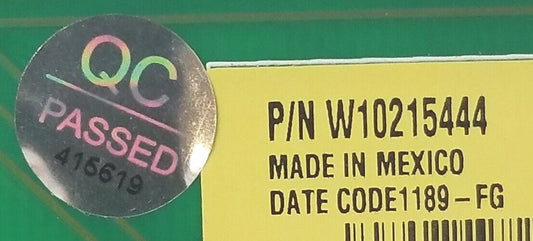 QC
PASSED
415619
P/N W10215444
MADE IN MEXICO
DATE CODE1189-FG